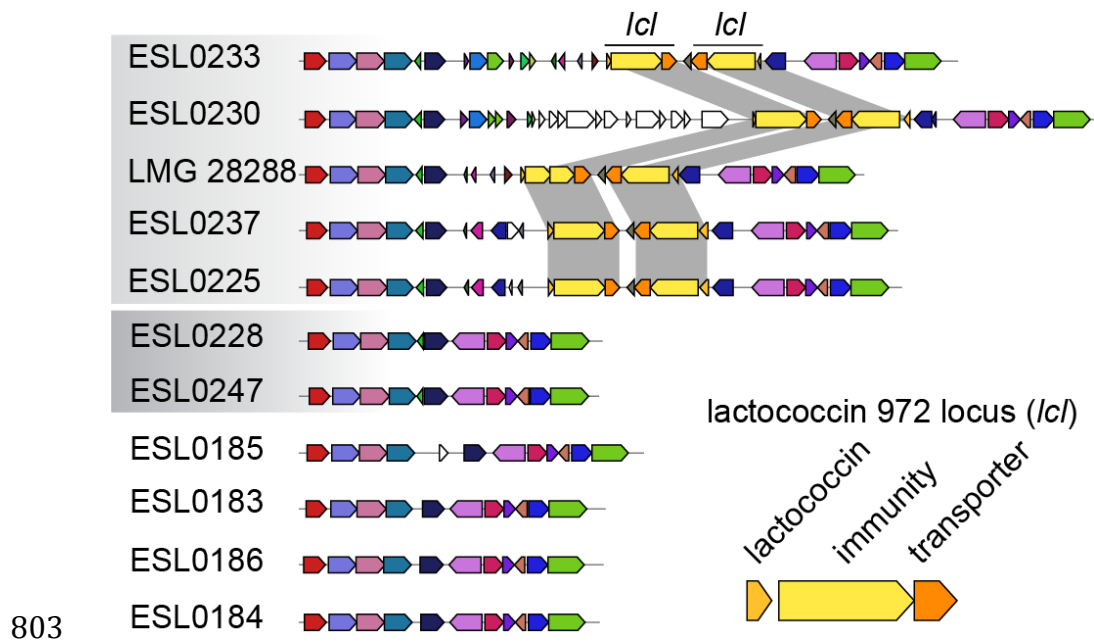 lcl lcl
ESL0233
ESL0230
LMG 28288
ESL0237
ESL0225
ESL0228
ESL0247
lactococcin 972 locus (lcl)
ESL0185
lactococcin
immunity
transporter
ESL0183
ESL0186
ESL0184
803